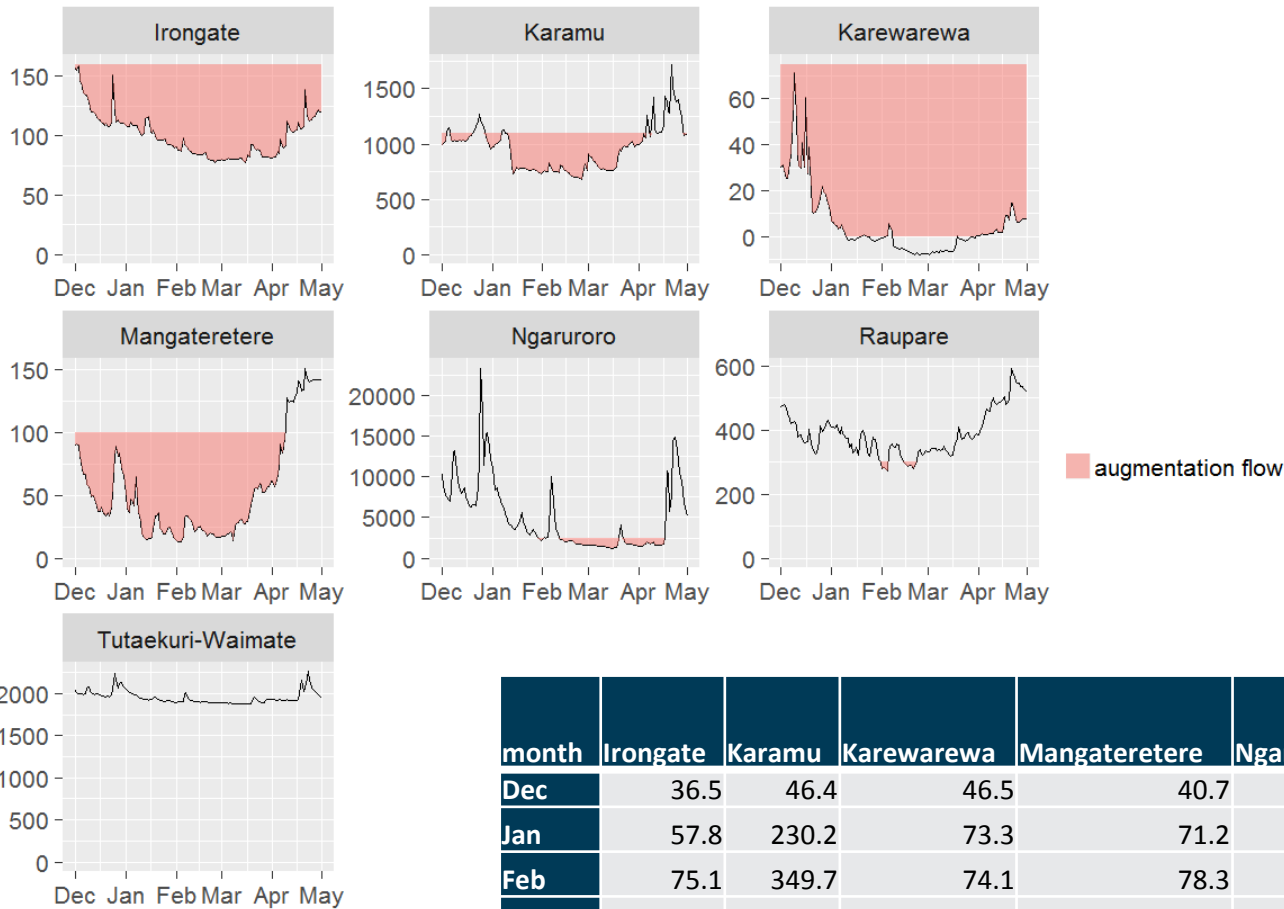 Irongate
Karamu
Karewarewa
150
100
50
0
Dec Jan Feb Mar Apr May
1500
1000
500
0
Dec Jan Feb Mar Apr May
60
40
20
0
Dec Jan Feb Mar Apr May
Mangateretere
Ngaruroro
Raupare
150
100
50
0
Dec Jan Feb Mar Apr May
20000
15000
10000
5000
0
Dec Jan Feb Mar Apr May
600
400
200
0
Dec Jan Feb Mar Apr May
augmentation flow
Tutaekuri-Waimate
2000
1500
1000
500
0
Dec Jan Feb Mar Apr May
month Irongate Karamu Karewarewa Mangateretere Nga
Dec 36.5 46.4 46.5 40.7
Jan 57.8 230.2 73.3 71.2
Feb 75.1 349.7 74.1 78.3